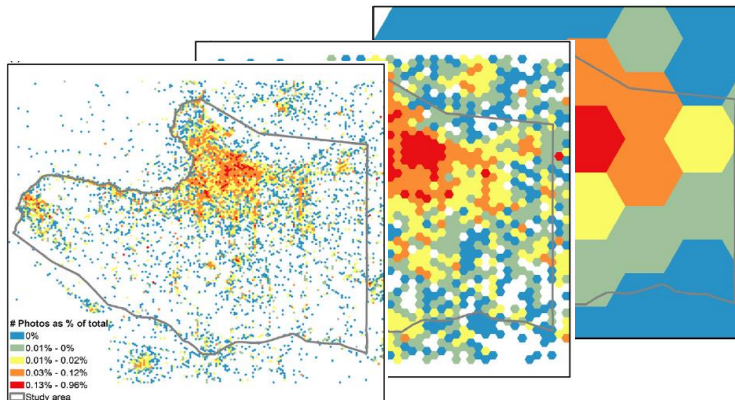 # Photos as % of total
0%
0.01% - 0%
0.01% - 0.02%
0.03% - 0.12%
0.13% - 0.96%
Study area